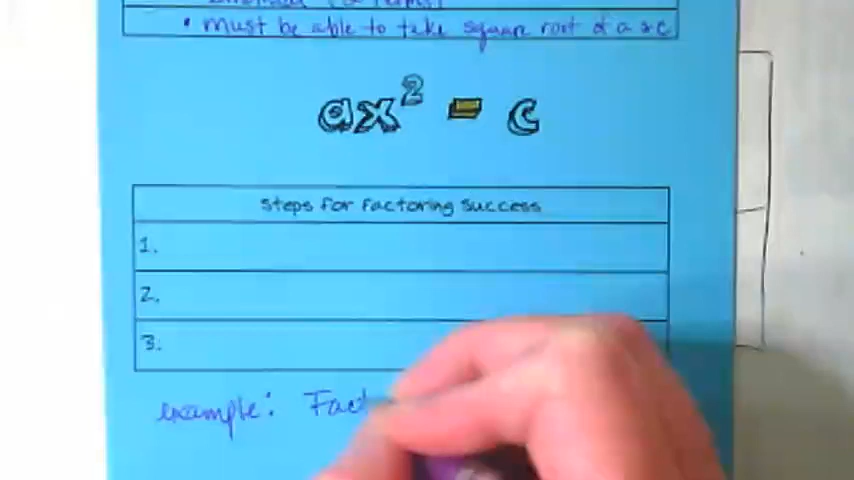 • must be able to take square root of a & c
ax² = c
Steps for Factoring Success
1.
2.
3.
example: Fact